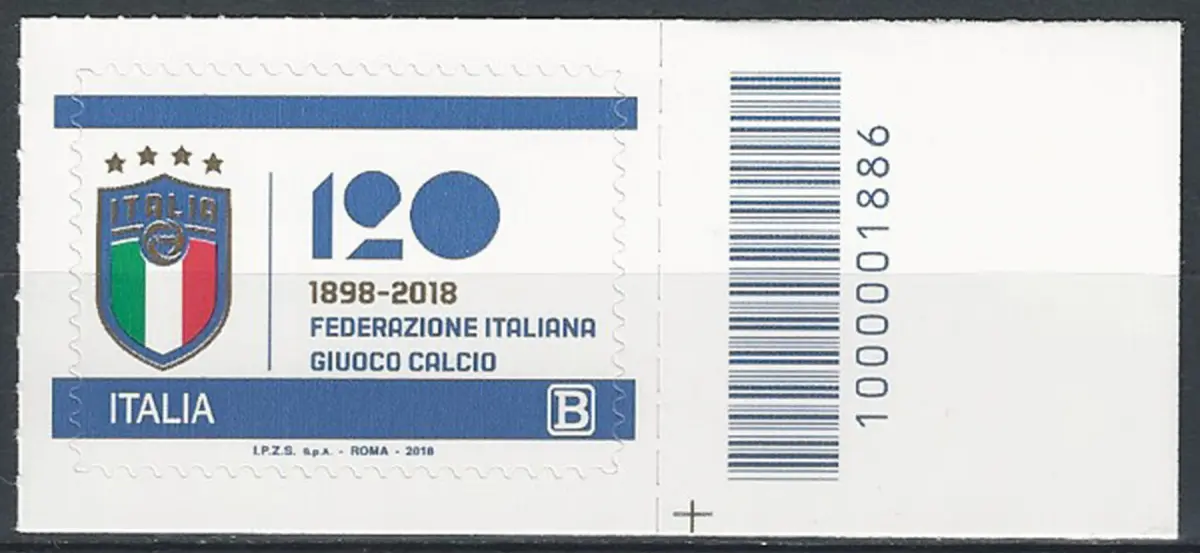 ITALIA
120
1898-2018
FEDERAZIONE ITALIANA
GIUOCO CALCIO
ITALIA
B
I.P.Z.S. S.p.A. - ROMA - 2018
1000001886